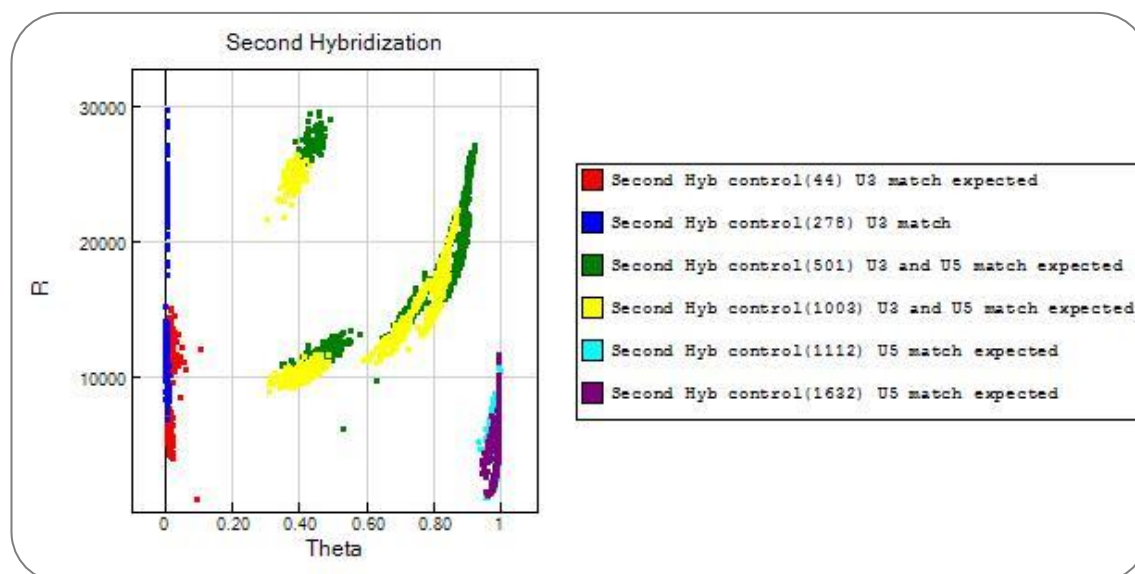 Second Hybridization
R
30000
20000
10000
0 0.20 0.40 0.60 0.80 1
Theta
Second Hyb control(44) U3 match expected
Second Hyb control(278) U3 match
Second Hyb control(501) U3 and U5 match expected
Second Hyb control(1003) U3 and U5 match expected
Second Hyb control(1112) U5 match expected
Second Hyb control(1632) U5 match expected